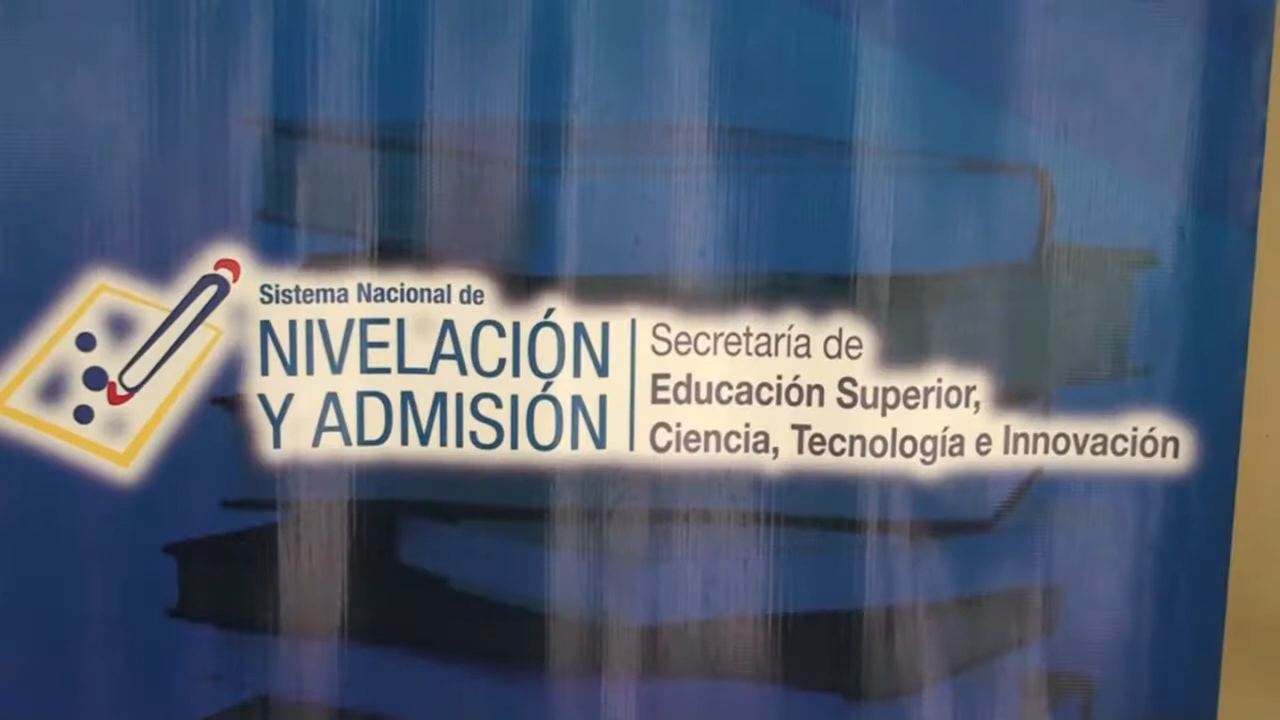 Sistema Nacional de
NIVELACIÓN
Y ADMISIÓN
Secretaría de
Educación Superior,
Ciencia, Tecnología e Innovación